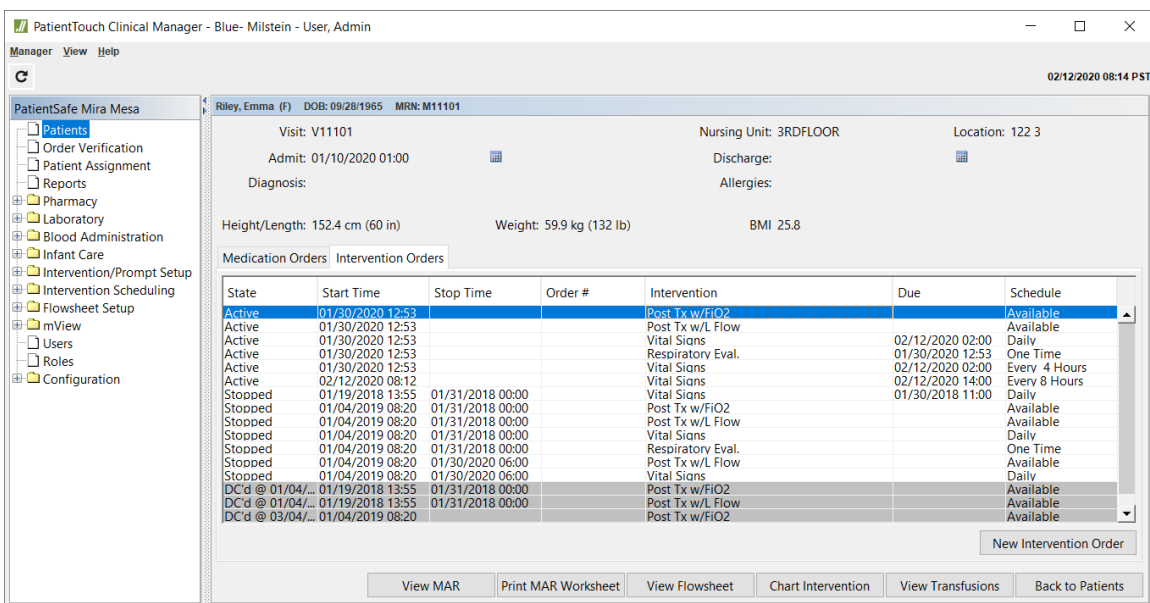 PatientTouch Clinical Manager - Blue- Milstein - User, Admin
Manager View Help
02/12/2020 08:14 PST
PatientSafe Mira Mesa
Patients
Order Verification
Patient Assignment
Reports
Pharmacy
Laboratory
Blood Administration
Infant Care
Intervention/Prompt Setup
Intervention Scheduling
Flowsheet Setup
mView
Users
Roles
Configuration
Riley, Emma (F) DOB: 09/28/1965 MRN: M11101
Visit: V11101 Nursing Unit: 3RDFLOOR Location: 122 3
Admit: 01/10/2020 01:00 Discharge:
Diagnosis: Allergies:
Height/Length: 152.4 cm (60 in) Weight: 59.9 kg (132 lb) BMI 25.8
Medication Orders Intervention Orders
State Start Time Stop Time Order # Intervention Due Schedule
Active 01/30/2020 12:53 Post Tx w/FiO2 Available
Active 01/30/2020 12:53 Post Tx w/L Flow Available
Active 01/30/2020 12:53 Vital Signs 02/12/2020 02:00 Daily
Active 01/30/2020 12:53 Respiratory Eval. 01/30/2020 12:53 One Time
Active 01/30/2020 12:53 Vital Signs 02/12/2020 02:00 Every 4 Hours
Active 02/12/2020 08:12 Vital Signs 02/12/2020 14:00 Every 8 Hours
Stopped 01/19/2018 13:55 01/31/2018 00:00 Vital Signs 01/30/2018 11:00 Daily
Stopped 01/04/2019 08:20 01/31/2018 00:00 Post Tx w/FiO2 Available
Stopped 01/04/2019 08:20 01/31/2018 00:00 Post Tx w/L Flow Available
Stopped 01/04/2019 08:20 01/31/2018 00:00 Vital Signs Daily
Stopped 01/04/2019 08:20 01/31/2018 00:00 Respiratory Eval. One Time
Stopped 01/04/2019 08:20 01/30/2020 06:00 Post Tx w/L Flow Available
Stopped 01/04/2019 08:20 01/30/2020 06:00 Vital Signs Daily
DC'd @ 01/04/... 01/19/2018 13:55 01/31/2018 00:00 Post Tx w/FiO2 Available
DC'd @ 01/04/... 01/19/2018 13:55 01/31/2018 00:00 Post Tx w/L Flow Available
DC'd @ 03/04/... 01/04/2019 08:20 Post Tx w/FiO2 Available
New Intervention Order
View MAR Print MAR Worksheet View Flowsheet Chart Intervention View Transfusions Back to Patients